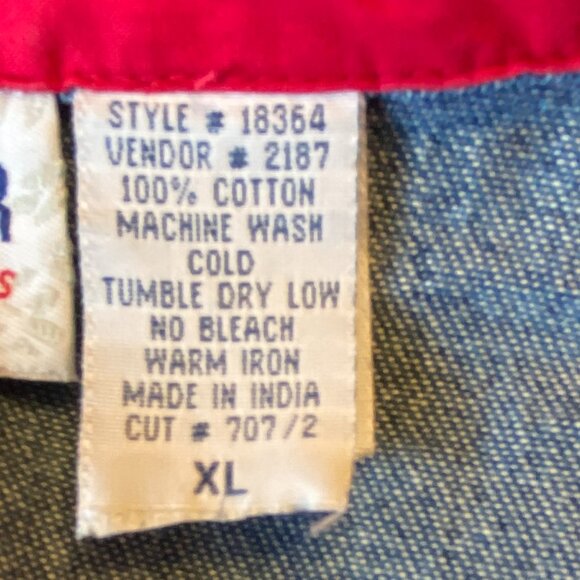 STYLE # 18364
VENDOR # 2187
100% COTTON
MACHINE WASH
COLD
TUMBLE DRY LOW
NO BLEACH
WARM IRON
MADE IN INDIA
CUT # 707/2
XL